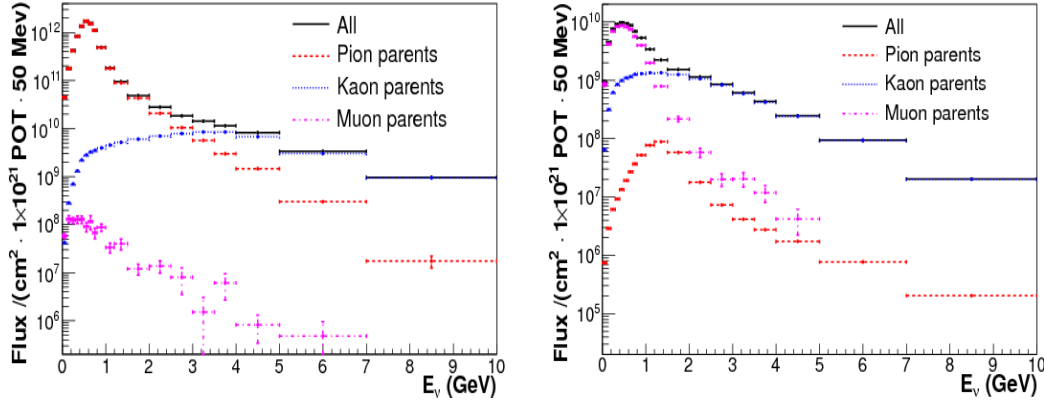 Flux /(cm² · 1×10²¹ POT · 50 Mev)
10¹²
10¹¹
10¹⁰
10⁹
10⁸
10⁷
10⁶
All
Pion parents
Kaon parents
Muon parents
0 1 2 3 4 5 6 7 8 9 10
Eᵥ (GeV)
Flux /(cm² · 1×10²¹ POT · 50 Mev)
10¹⁰
10⁹
10⁸
10⁷
10⁶
10⁵
All
Pion parents
Kaon parents
Muon parents
0 1 2 3 4 5 6 7 8 9 10
Eᵥ (GeV)